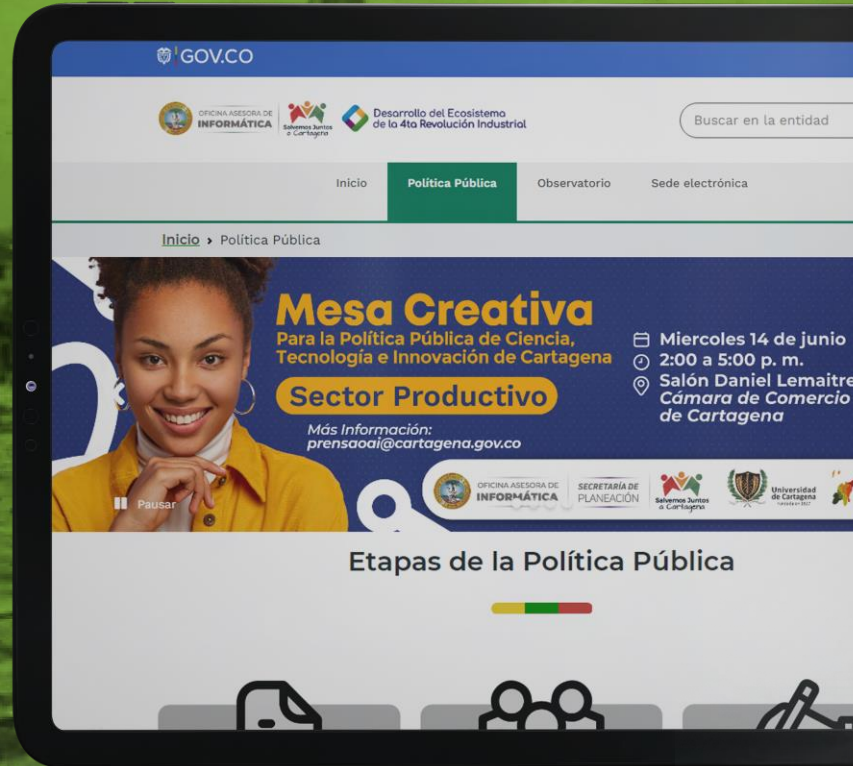 GOV.CO
OFICINA ASESORA DE
INFORMÁTICA
Salvemos Juntos
a Cartagena
Desarrollo del Ecosistema
de la 4ta Revolución Industrial
Buscar en la entidad
Inicio
Política Pública
Observatorio
Sede electrónica
Inicio › Política Pública
Mesa Creativa
Para la Política Pública de Ciencia,
Tecnología e Innovación de Cartagena
Sector Productivo
Más Información:
prensaoai@cartagena.gov.co
Miercoles 14 de junio
2:00 a 5:00 p. m.
Salón Daniel Lemaitre
Cámara de Comercio
de Cartagena
Pausar
OFICINA ASESORA DE
INFORMÁTICA
SECRETARÍA DE
PLANEACIÓN
Salvemos Juntos
a Cartagena
Universidad
de Cartagena
Etapas de la Política Pública